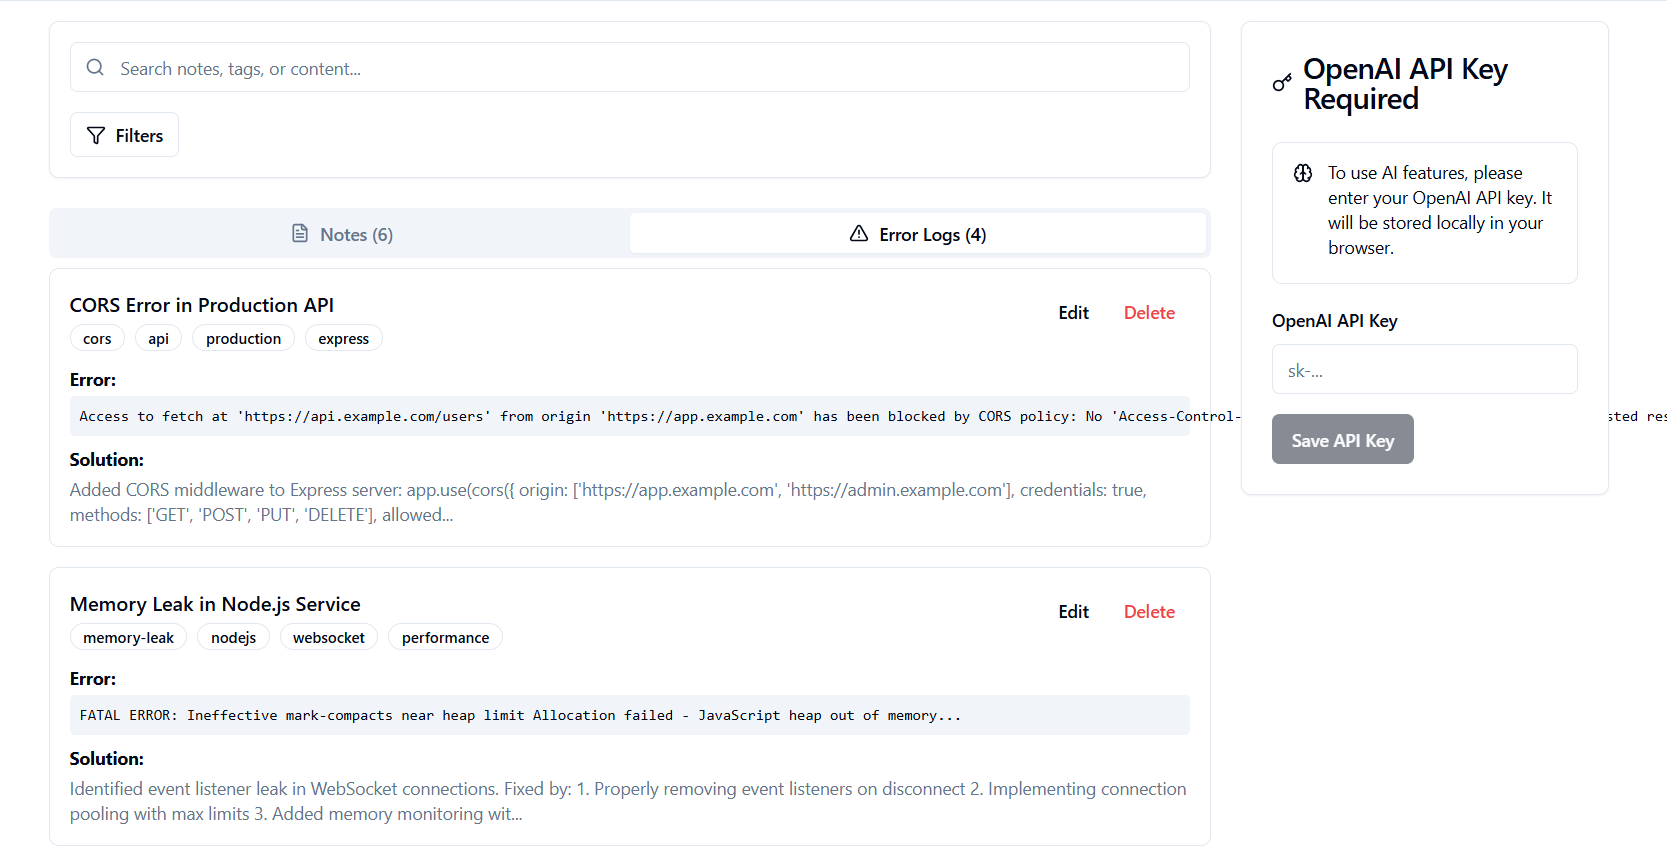 Search notes, tags, or content...
Filters
Notes (6)
Error Logs (4)
CORS Error in Production API
Edit
Delete
cors
api
production
express
Error:
Access to fetch at 'https://api.example.com/users' from origin 'https://app.example.com' has been blocked by CORS policy: No 'Access-Control-
Solution:
Added CORS middleware to Express server: app.use(cors({ origin: ['https://app.example.com', 'https://admin.example.com'], credentials: true,
methods: ['GET', 'POST', 'PUT', 'DELETE'], allowed...
Memory Leak in Node.js Service
Edit
Delete
memory-leak
nodejs
websocket
performance
Error:
FATAL ERROR: Ineffective mark-compacts near heap limit Allocation failed - JavaScript heap out of memory...
Solution:
Identified event listener leak in WebSocket connections. Fixed by: 1. Properly removing event listeners on disconnect 2. Implementing connection
pooling with max limits 3. Added memory monitoring wit...
OpenAI API Key
Required
To use AI features, please
enter your OpenAI API key. It
will be stored locally in your
browser.
OpenAI API Key
sk-...
Save API Key